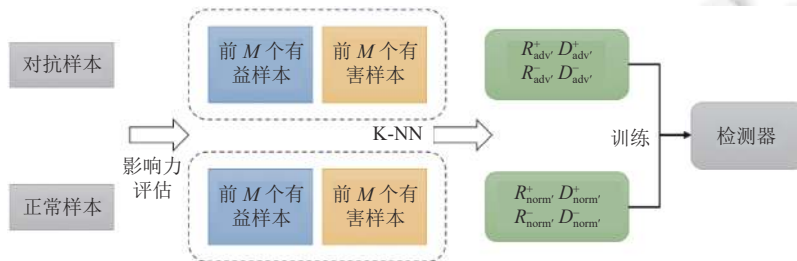 对抗样本
前 M 个有
益样本
前 M 个有
害样本
R⁺adv′ D⁺adv′
R⁻adv′ D⁻adv′
影响力
评估
K-NN
训练
检测器
正常样本
前 M 个有
益样本
前 M 个有
害样本
R⁺norm′ D⁺norm′
R⁻norm′ D⁻norm′